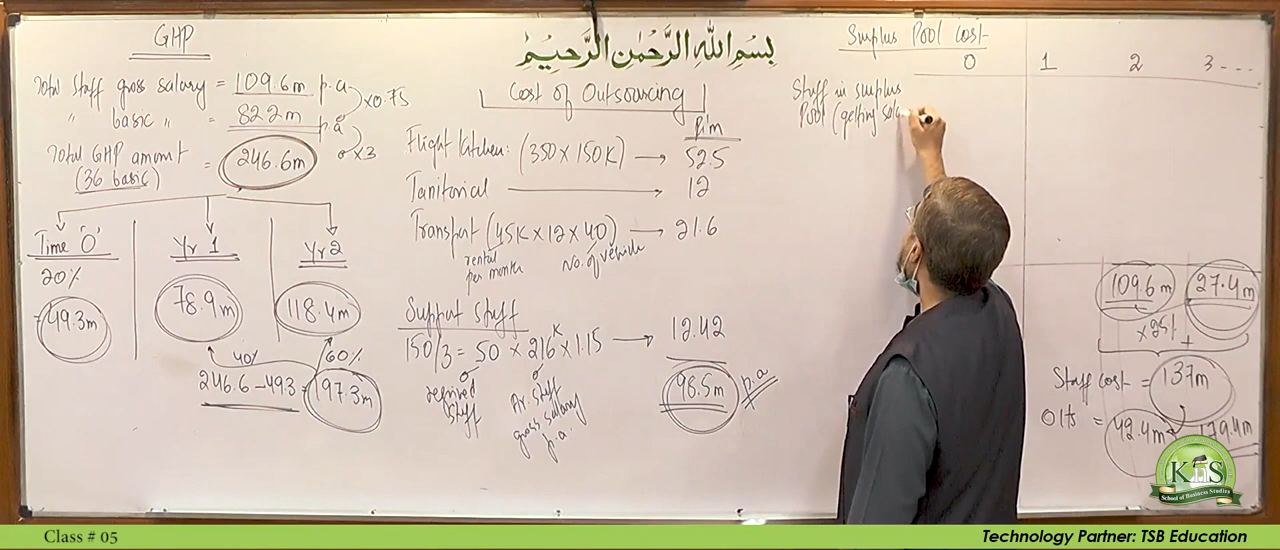 GHP
Total Staff gross salary = 109.6m p.a
" basic " = 82.2m p.a
x0.75
x3
Total GHP amount = 246.6m
(36 basic)
Time '0'
Yr 1
Yr 2
20%
49.3m
78.9m
118.4m
40%
60%
246.6-49.3 = 197.3m
بِسْمِ اللّٰهِ الرَّحْمٰنِ الرَّحِيْمِ
Cost of Outsourcing
p.m
Flight Kitchen: (350 x 150K) → 52.5
Janitorial → 12
Transport (45K x 12 x 40) → 21.6
rental per month
No. of vehicle
Support Staff
150/3 = 50 x 216K x 1.15 → 12.42
required staff
Av. staff gross salary p.a.
98.5m p.a
Surplus Pool Cost
0 1 2 3 ----
Staff in surplus
Pool (getting sala
109.6m
27.4m
x25%
+
Staff cost = 137m
Olts = 42.4m
179.4m
KnS
School of Business Studies
Class # 05
Technology Partner: TSB Education